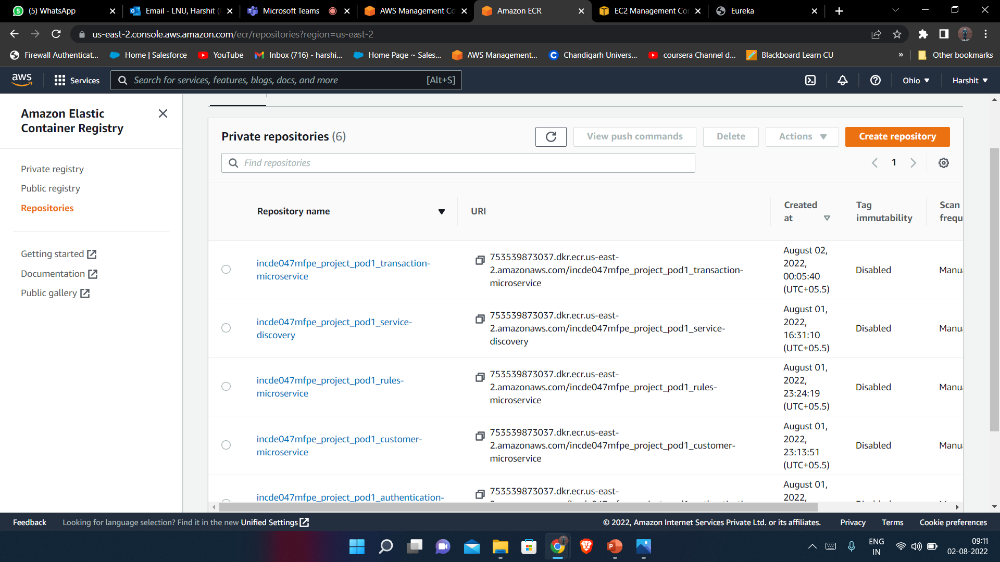 (5) WhatsApp
Email - LNU, Harshit (
Microsoft Teams
AWS Management Co
Amazon ECR
EC2 Management Co
Eureka
us-east-2.console.aws.amazon.com/ecr/repositories?region=us-east-2
Firewall Authenticat...
Home | Salesforce
YouTube
Inbox (716) - harshi...
Home Page ~ Sales...
AWS Management...
Chandigarh Univers...
coursera Channel d...
Blackboard Learn CU
»
Other bookmarks
aws
Services
Search for services, features, blogs, docs, and more
[Alt+S]
Ohio
Harshit
Amazon Elastic
Container Registry
Private registry
Public registry
Repositories
Getting started
Documentation
Public gallery
Private repositories (6)
View push commands
Delete
Actions
Create repository
Find repositories
1
Repository name
URI
Created
at
Tag
immutability
Scan
frequ
incde047mfpe_project_pod1_transaction-
microservice
753539873037.dkr.ecr.us-east-
2.amazonaws.com/incde047mfpe_project_pod1_transaction-
microservice
August 02,
2022,
00:05:40
(UTC+05.5)
Disabled
Manu
incde047mfpe_project_pod1_service-
discovery
753539873037.dkr.ecr.us-east-
2.amazonaws.com/incde047mfpe_project_pod1_service-
discovery
August 01,
2022,
16:31:10
(UTC+05.5)
Disabled
Manu
incde047mfpe_project_pod1_rules-
microservice
753539873037.dkr.ecr.us-east-
2.amazonaws.com/incde047mfpe_project_pod1_rules-
microservice
August 01,
2022,
23:24:19
(UTC+05.5)
Disabled
Manu
incde047mfpe_project_pod1_customer-
microservice
753539873037.dkr.ecr.us-east-
2.amazonaws.com/incde047mfpe_project_pod1_customer-
microservice
August 01,
2022,
23:13:51
(UTC+05.5)
Disabled
Manu
incde047mfpe_project_pod1_authentication-
753539873037.dkr.ecr.us-east-
August 01,
2022,
Feedback
Looking for language selection? Find it in the new Unified Settings
© 2022, Amazon Internet Services Private Ltd. or its affiliates.
Privacy
Terms
Cookie preferences
ENG
IN
09:11
02-08-2022